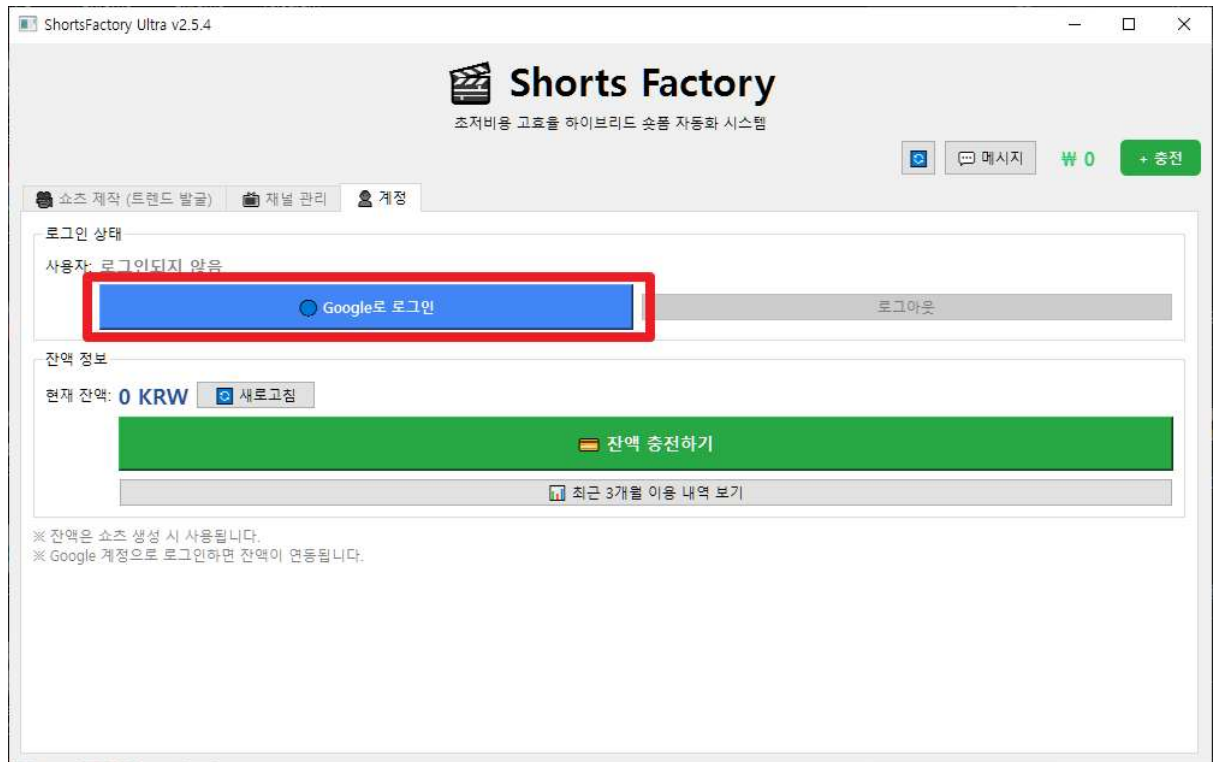 ShortsFactory Ultra v2.5.4
Shorts Factory
초저비용 고효율 하이브리드 숏폼 자동화 시스템
메시지
₩ 0
+ 충전
쇼츠 제작 (트렌드 발굴)
채널 관리
계정
로그인 상태
사용자: 로그인되지 않음
Google로 로그인
로그아웃
잔액 정보
현재 잔액: 0 KRW
새로고침
잔액 충전하기
최근 3개월 이용 내역 보기
※ 잔액은 쇼츠 생성 시 사용됩니다.
※ Google 계정으로 로그인하면 잔액이 연동됩니다.